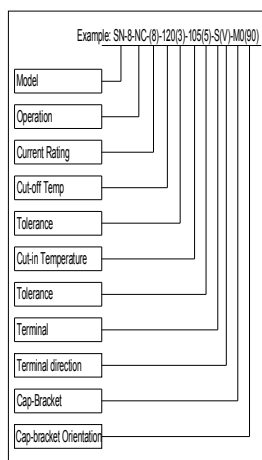 Example: SN-8-NC-(8)-120(3)-105(5)-S(V)-M0(90)
Model
Operation
Current Rating
Cut-off Temp
Tolerance
Cut-in Temperature
Tolerance
Terminal
Terminal direction
Cap-Bracket
Cap-bracket Orientation